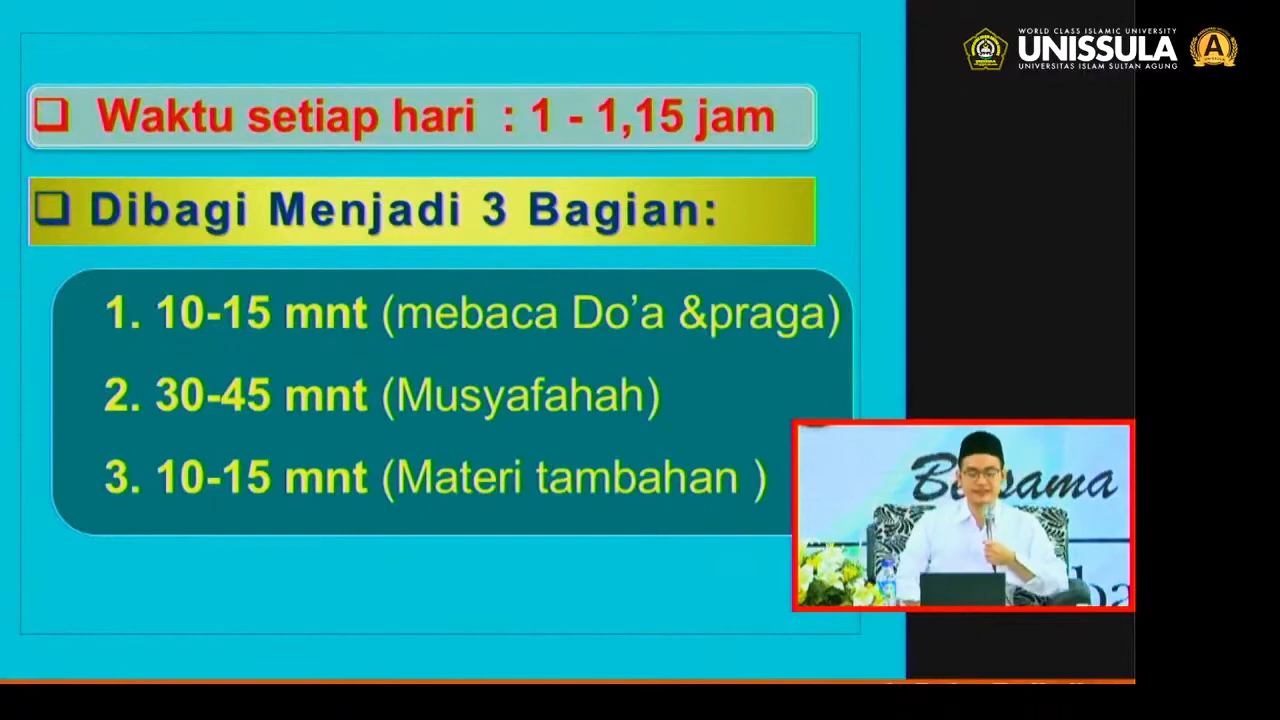 WORLD CLASS ISLAMIC UNIVERSITY
UNISSULA
UNIVERSITAS ISLAM SULTAN AGUNG
A
Waktu setiap hari : 1 - 1,15 jam
Dibagi Menjadi 3 Bagian:
1. 10-15 mnt (mebaca Do’a &praga)
2. 30-45 mnt (Musyafahah)
3. 10-15 mnt (Materi tambahan )
Bersama